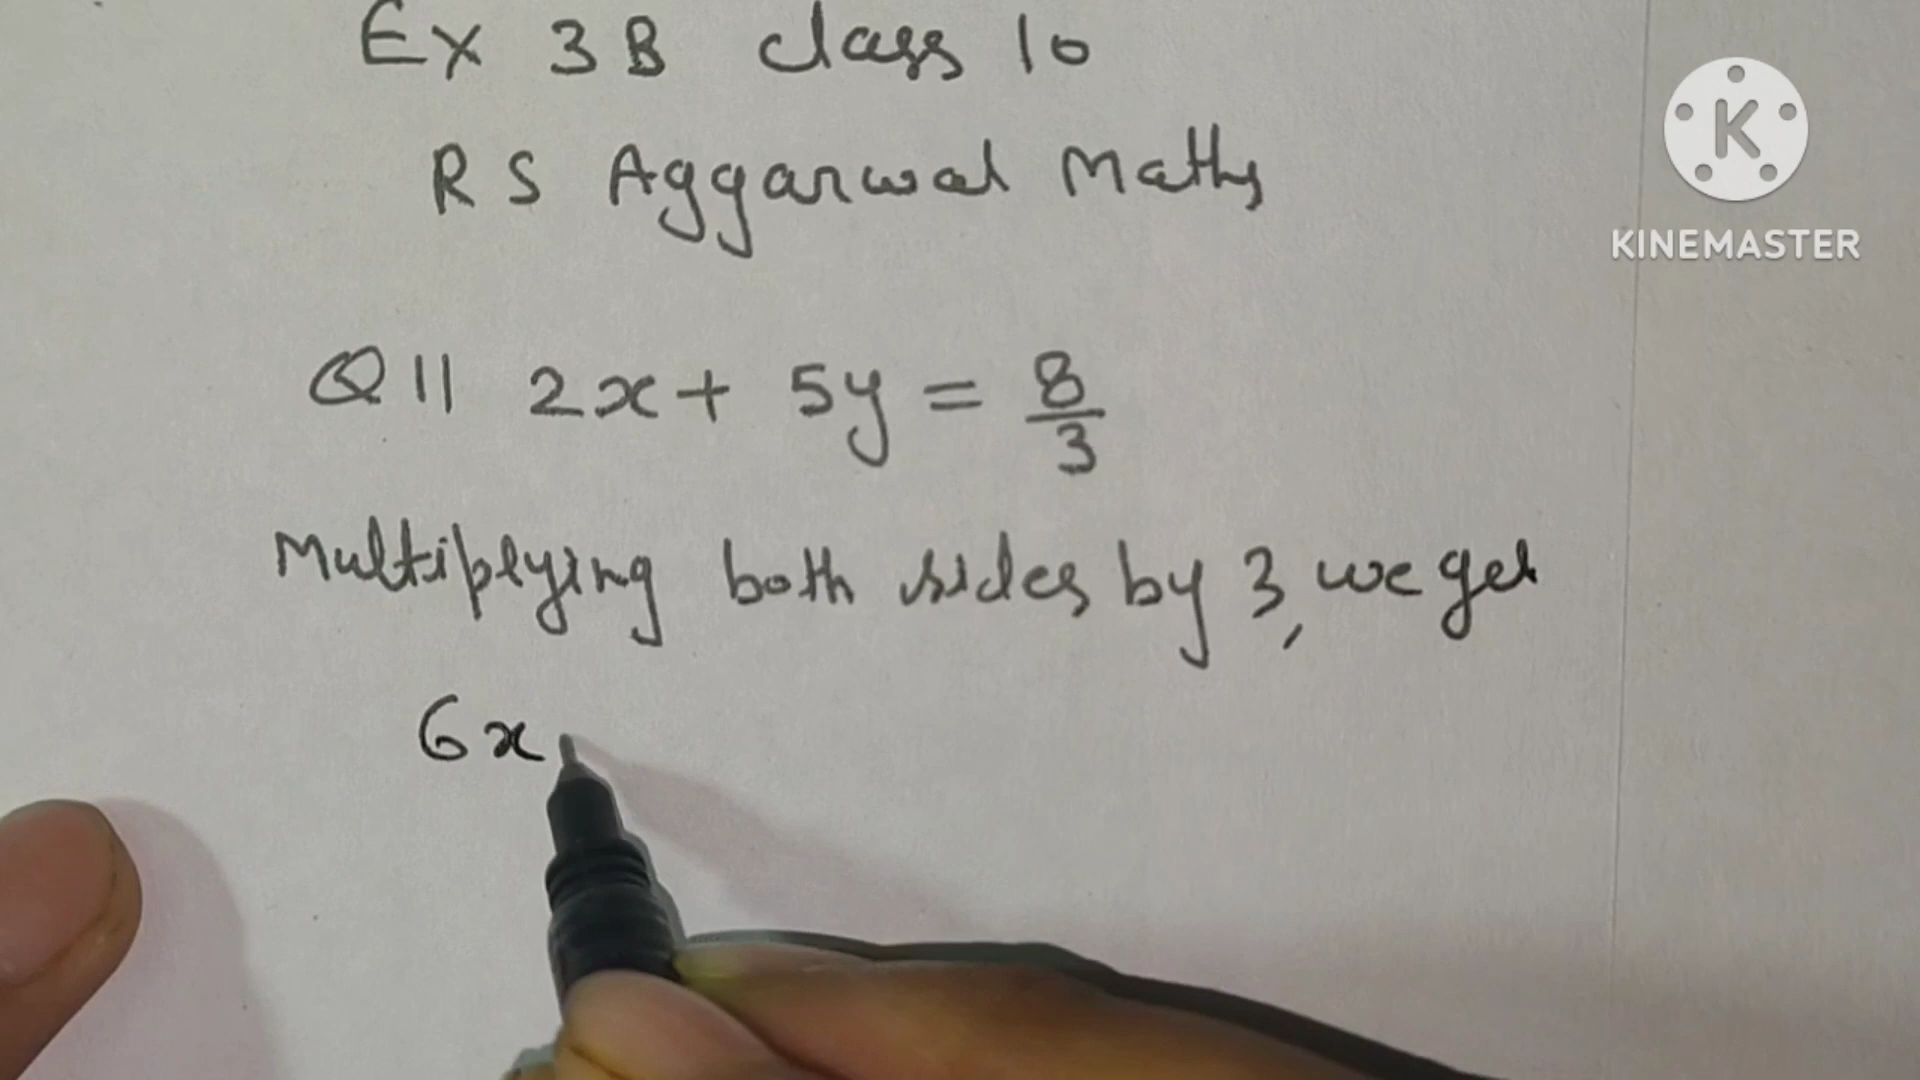 Ex 3B class 10
RS Aggarwal Maths
K
KINEMASTER
Q11 2x + 5y = 8/3
Multiplying both sides by 3, we get
6x